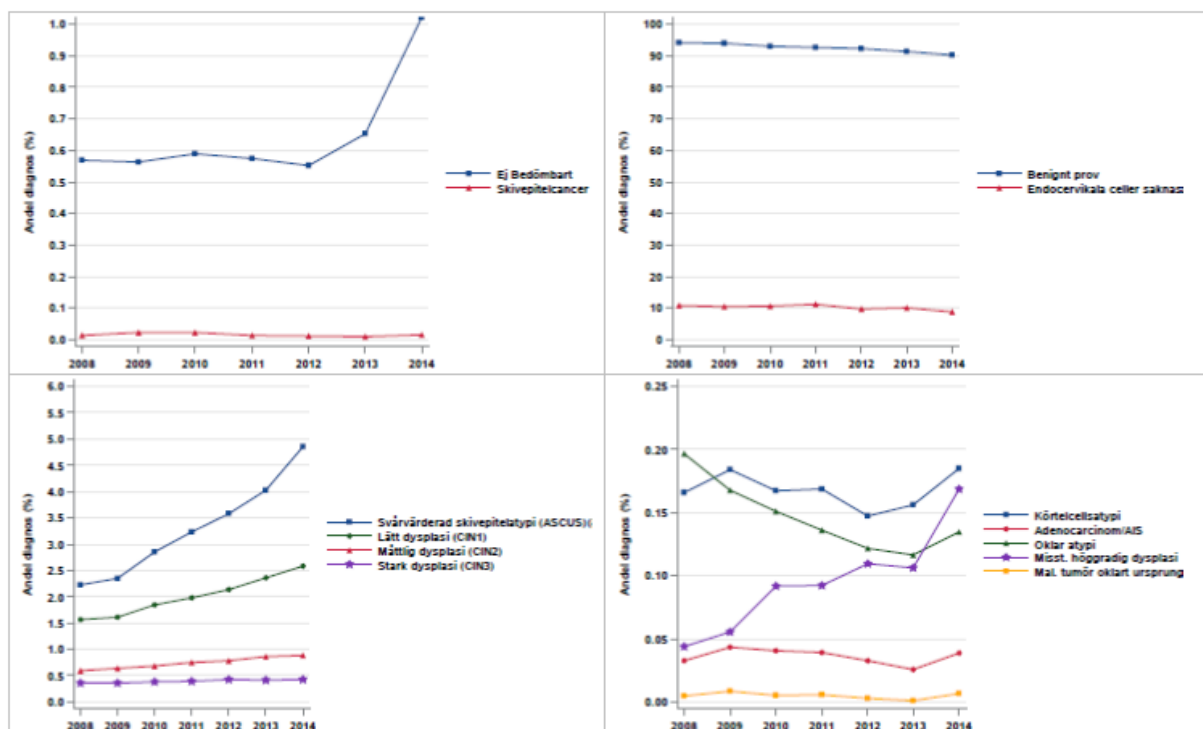 1.0
0.9
0.8
0.7
0.6
0.5
0.4
0.3
0.2
0.1
0.0
Andel diagnos (%)
2008 2009 2010 2011 2012 2013 2014
Ej Bedömbart
Skivepitelcancer
100
90
80
70
60
50
40
30
20
10
0
Andel diagnos (%)
2008 2009 2010 2011 2012 2013 2014
Benignt prov
Endocervikala celler saknas
6.0
5.5
5.0
4.5
4.0
3.5
3.0
2.5
2.0
1.5
1.0
0.5
0.0
Andel diagnos (%)
2008 2009 2010 2011 2012 2013 2014
Svårvärderad skivepitelatypi (ASCUS)(
Lätt dysplasi (CIN1)
Måttlig dysplasi (CIN2)
Stark dysplasi (CIN3)
0.25
0.20
0.15
0.10
0.05
0.00
Andel diagnos (%)
2008 2009 2010 2011 2012 2013 2014
Körtelcellsatypi
Adenocarcinom/AIS
Oklar atypi
Misst. höggradig dysplasi
Mal. tumör oklart ursprung